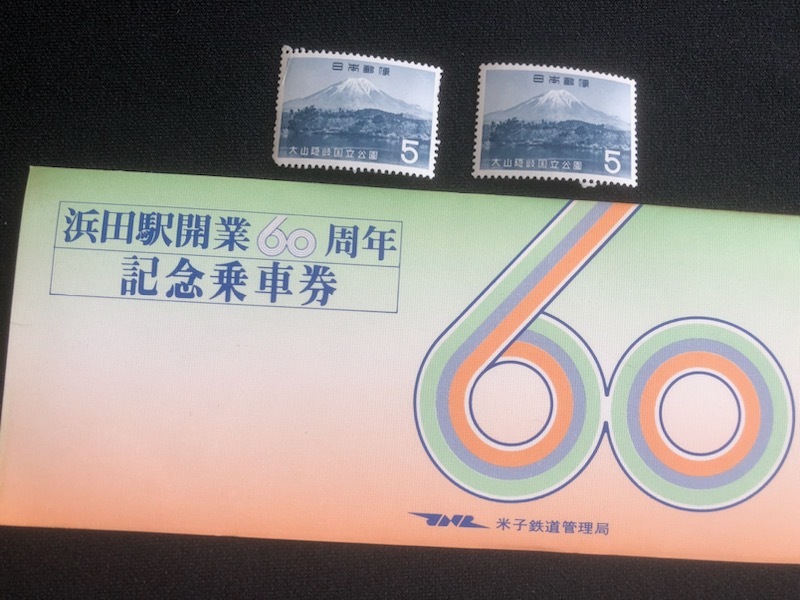 日本郵便
大山隠岐国立公園 5
日本郵便
大山隠岐国立公園 5
浜田駅開業60周年
記念乗車券
60
JNR 米子鉄道管理局